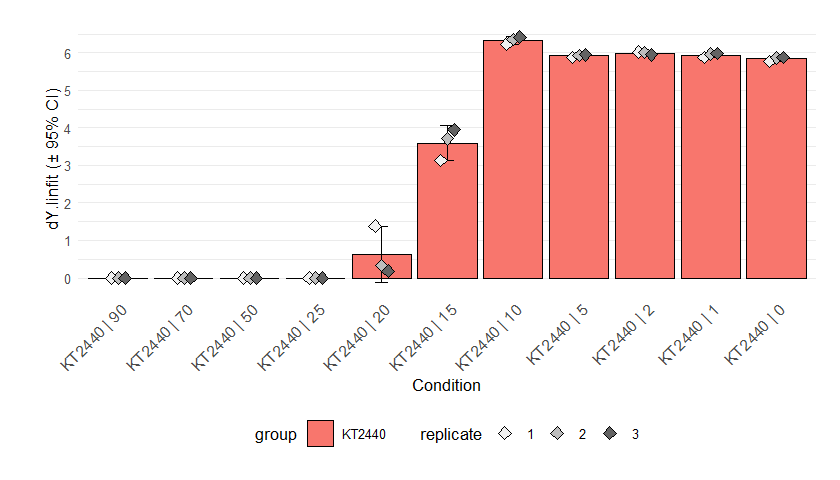 dY.linfit (± 95% CI)
6
5
4
3
2
1
0
KT2440 | 90
KT2440 | 70
KT2440 | 50
KT2440 | 25
KT2440 | 20
KT2440 | 15
KT2440 | 10
KT2440 | 5
KT2440 | 2
KT2440 | 1
KT2440 | 0
Condition
group KT2440 replicate 1 2 3